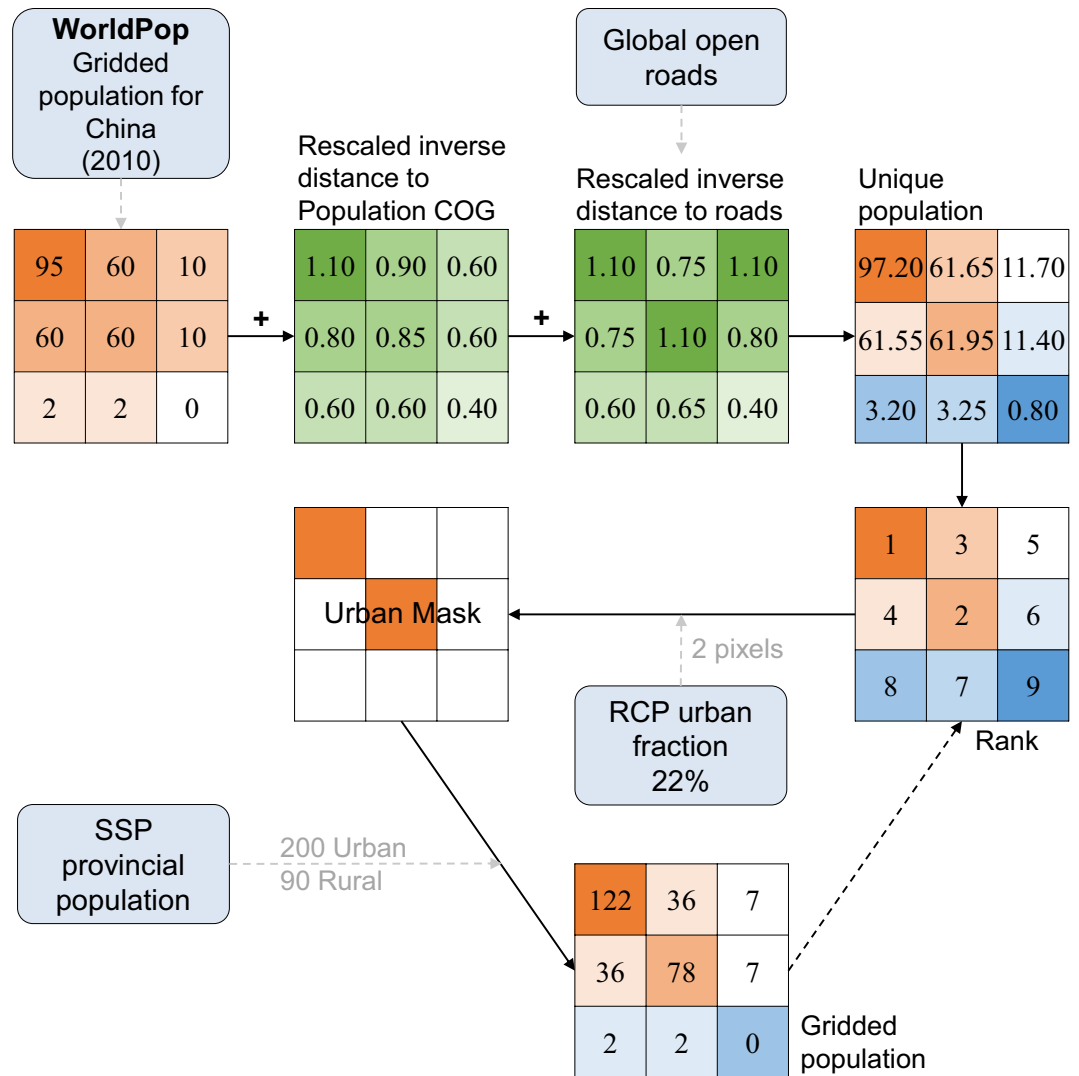 WorldPop
Gridded
population for
China
(2010)
Global open
roads
Rescaled inverse
distance to
Population COG
Rescaled inverse
distance to roads
Unique
population
95 60 10
60 60 10
2 2 0
+
1.10 0.90 0.60
0.80 0.85 0.60
0.60 0.60 0.40
+
1.10 0.75 1.10
0.75 1.10 0.80
0.60 0.65 0.40
97.20 61.65 11.70
61.55 61.95 11.40
3.20 3.25 0.80
Urban Mask
2 pixels
RCP urban
fraction
22%
1 3 5
4 2 6
8 7 9
Rank
SSP
provincial
population
200 Urban
90 Rural
122 36 7
36 78 7
2 2 0
Gridded
population